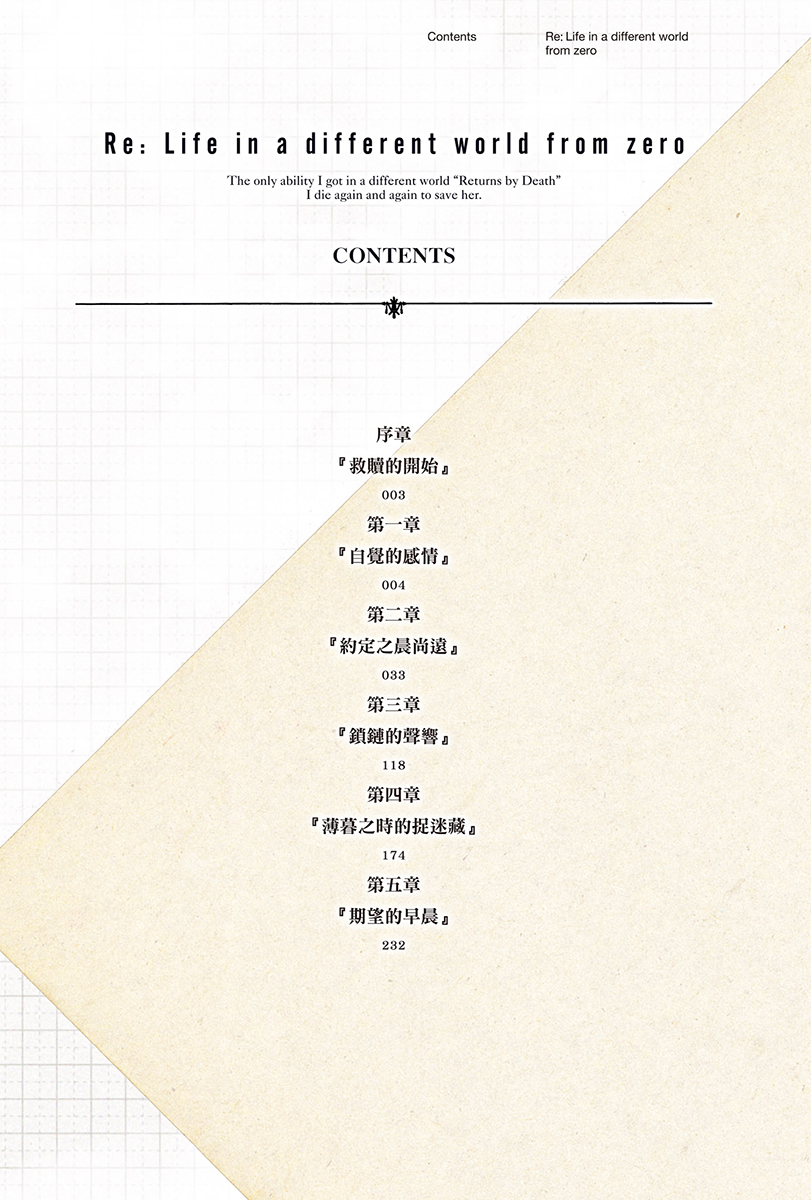 Contents
Re: Life in a different world
from zero
Re: Life in a different world from zero
The only ability I got in a different world “Returns by Death”
I die again and again to save her.
CONTENTS
序章
『救贖的開始』
003
第一章
『自覺的感情』
004
第二章
『約定之晨尚遠』
033
第三章
『鎖鏈的聲響』
118
第四章
『薄暮之時的捉迷藏』
174
第五章
『期望的早晨』
232